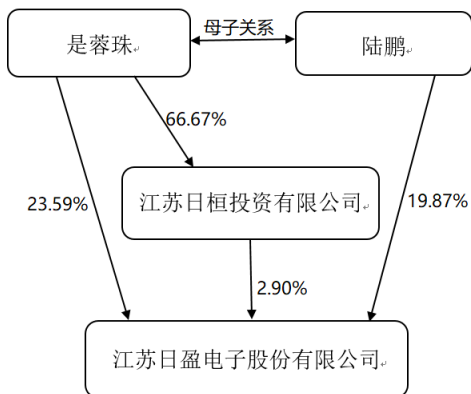 是蓉珠
母子关系
陆鹏
66.67%
江苏日桓投资有限公司
23.59%
19.87%
2.90%
江苏日盈电子股份有限公司